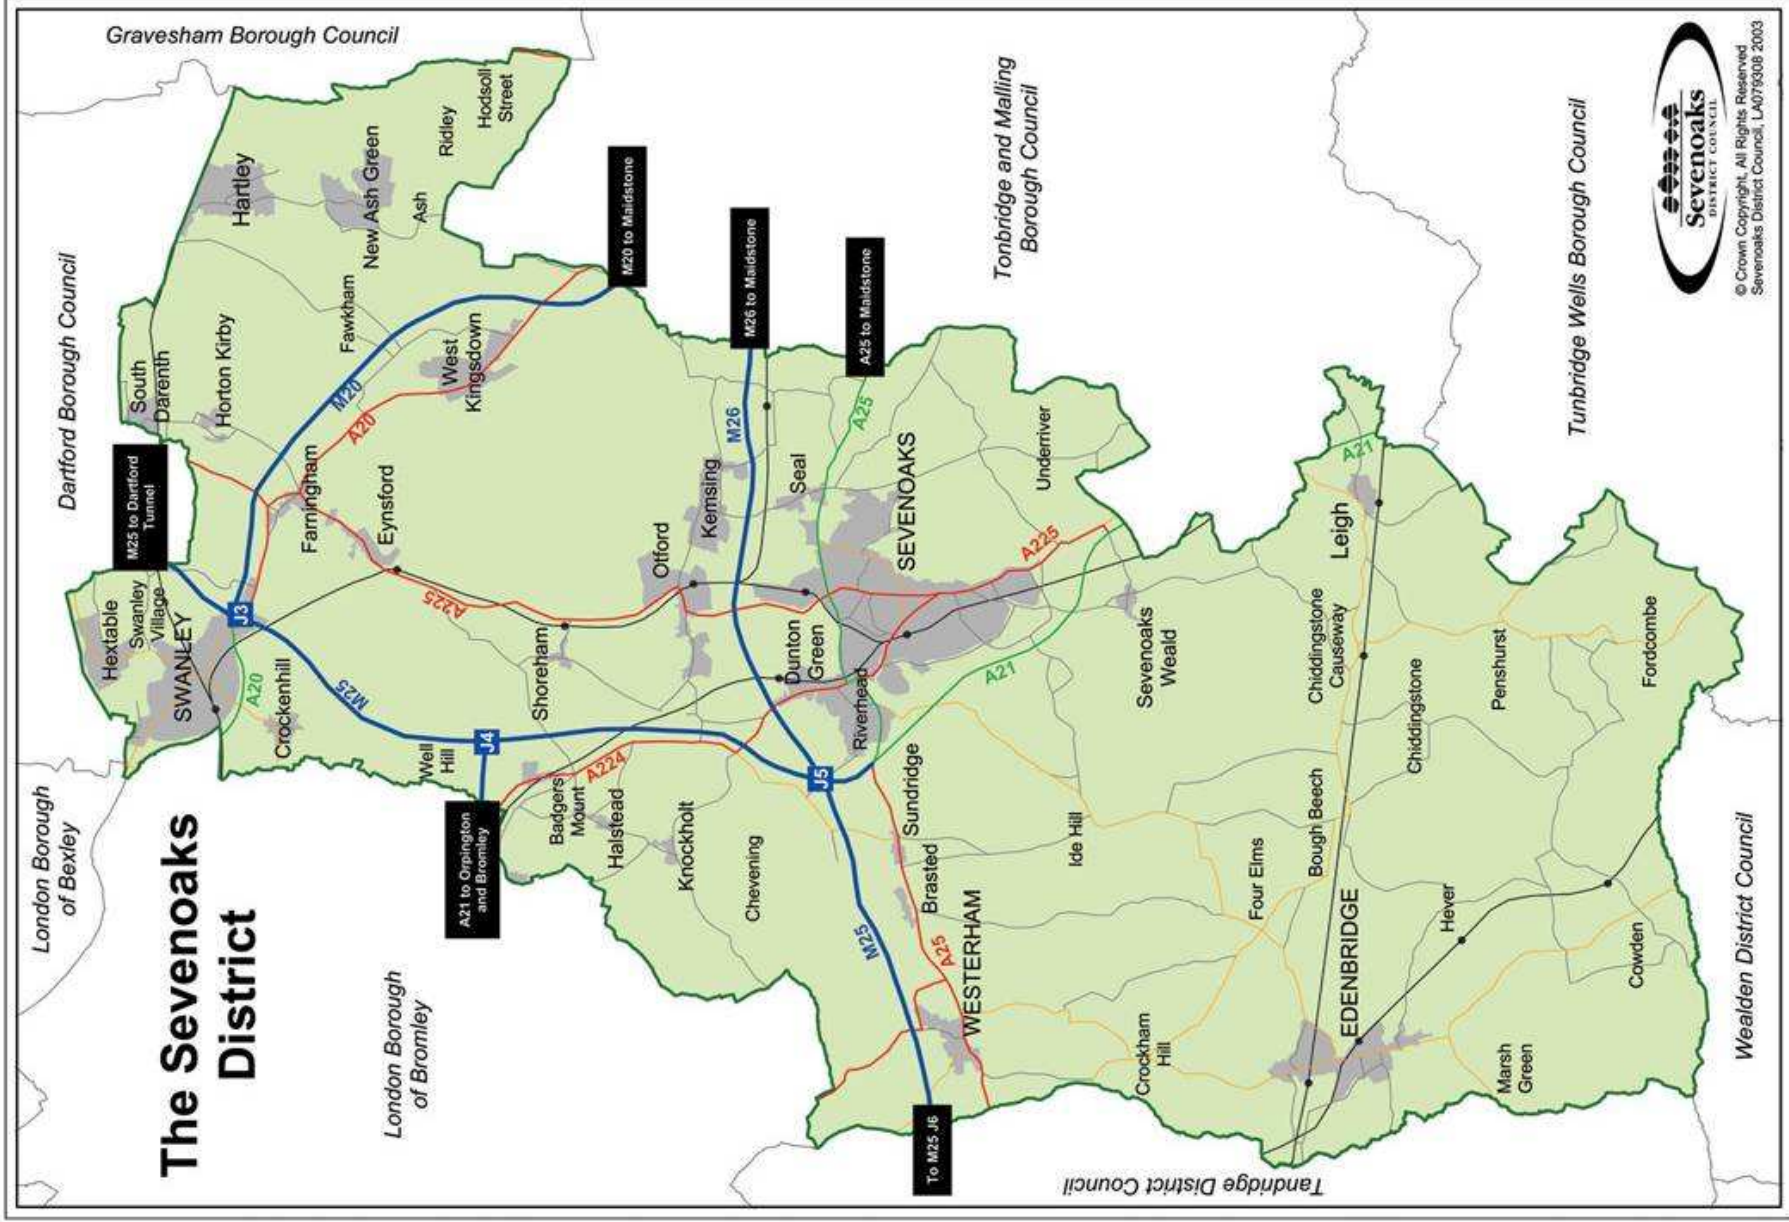 The Sevenoaks
District
London Borough
of Bexley
Dartford Borough Council
Gravesham Borough Council
London Borough
of Bromley
Tonbridge and Malling
Borough Council
Tunbridge Wells Borough Council
Wealden District Council
Tandridge District Council
M25 to Dartford
Tunnel
A21 to Orpington
and Bromley
M20 to Maidstone
M26 to Maidstone
A25 to Maidstone
To M25 J6
Hextable
Swanley
Village
SWANLEY
J3
A20
Crockenhill
M25
Well
Hill
J4
South
Darenth
Horton Kirby
Farningham
Eynsford
M20
A20
Fawkham
West
Kingsdown
Hartley
New Ash Green
Ash
Ridley
Hodsoll
Street
A225
Shoreham
Otford
Kemsing
M26
Seal
A25
SEVENOAKS
Underriver
A225
Badgers
Mount
A224
Halstead
Knockholt
Chevening
Dunton
Green
Riverhead
J5
A21
Sundridge
Brasted
M25
A25
WESTERHAM
Sevenoaks
Weald
Ide Hill
Crockham
Hill
Four Elms
Bough Beech
Chiddingstone
Causeway
Leigh
A21
Chiddingstone
Penshurst
Fordcombe
EDENBRIDGE
Hever
Marsh
Green
Cowden
Sevenoaks
DISTRICT COUNCIL
© Crown Copyright, All Rights Reserved
Sevenoaks District Council, LA079308 2003